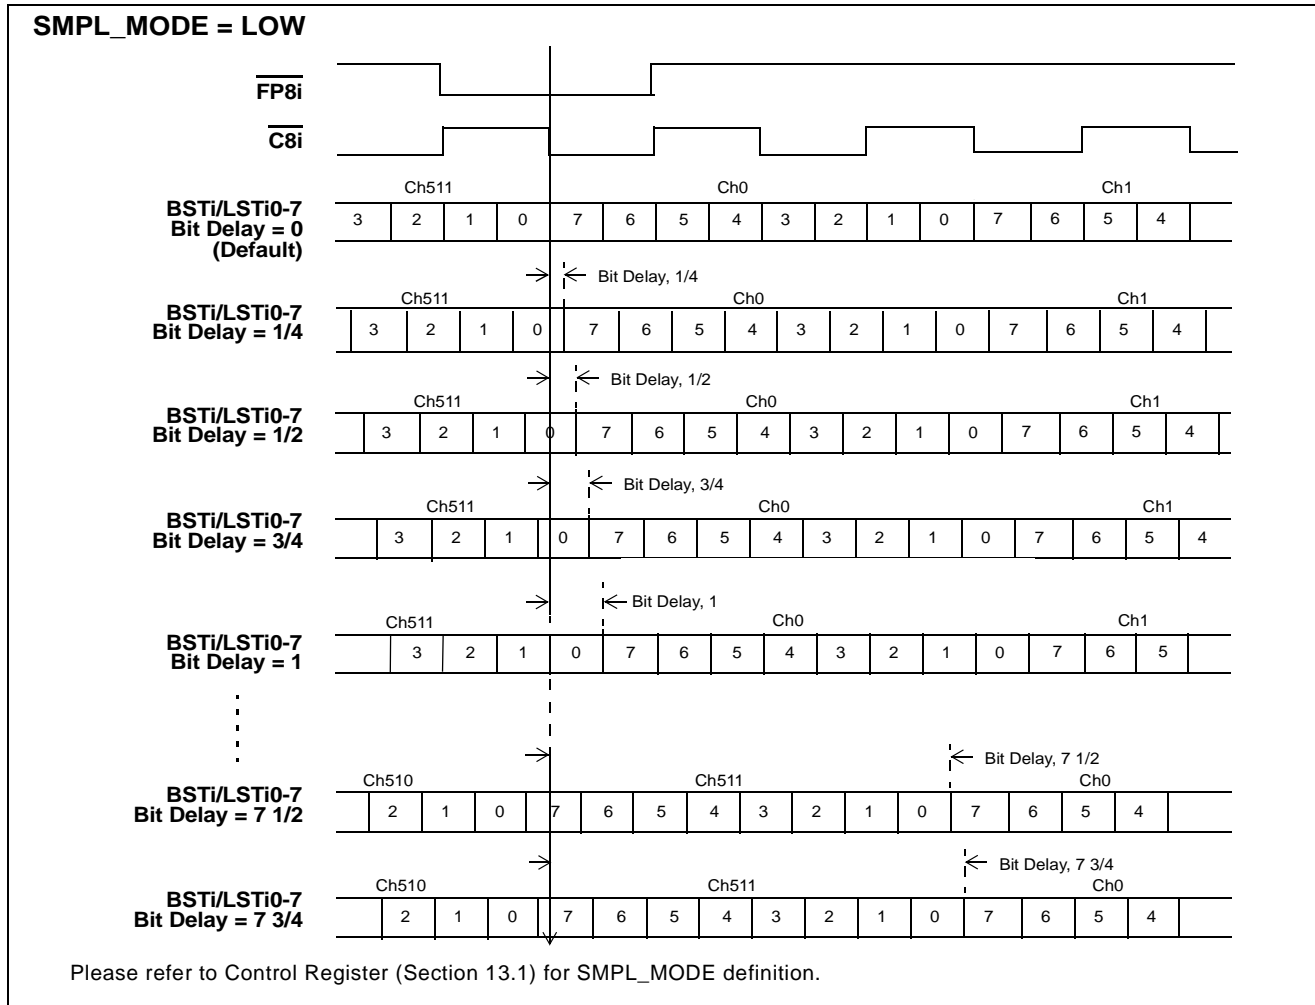 SMPL_MODE = LOW
FP8i
C8i
Ch511 Ch0 Ch1
BSTi/LSTi0-7
Bit Delay = 0
(Default)
3 2 1 0 7 6 5 4 3 2 1 0 7 6 5 4
Bit Delay, 1/4
Ch511 Ch0 Ch1
BSTi/LSTi0-7
Bit Delay = 1/4
3 2 1 0 7 6 5 4 3 2 1 0 7 6 5 4
Bit Delay, 1/2
Ch511 Ch0 Ch1
BSTi/LSTi0-7
Bit Delay = 1/2
3 2 1 0 7 6 5 4 3 2 1 0 7 6 5 4
Bit Delay, 3/4
Ch511 Ch0 Ch1
BSTi/LSTi0-7
Bit Delay = 3/4
3 2 1 0 7 6 5 4 3 2 1 0 7 6 5 4
Bit Delay, 1
Ch511 Ch0 Ch1
BSTi/LSTi0-7
Bit Delay = 1
3 2 1 0 7 6 5 4 3 2 1 0 7 6 5
Bit Delay, 7 1/2
Ch510 Ch511 Ch0
BSTi/LSTi0-7
Bit Delay = 7 1/2
2 1 0 7 6 5 4 3 2 1 0 7 6 5 4
Bit Delay, 7 3/4
Ch510 Ch511 Ch0
BSTi/LSTi0-7
Bit Delay = 7 3/4
2 1 0 7 6 5 4 3 2 1 0 7 6 5 4
Please refer to Control Register (Section 13.1) for SMPL_MODE definition.